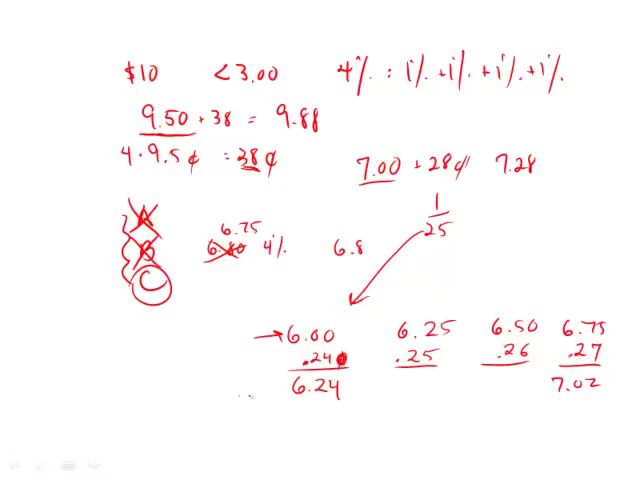 $10 <3.00 4% = 1% + 1% + 1% + 1%
9.50 + 38 = 9.88
4 · 9.5¢ = 38¢
7.00 + 28¢ 7.28
A
B
C
6.75
6.80 4% 6.8
1
25
6.00 6.25 6.50 6.75
.24 .25 .26 .27
6.24 7.02